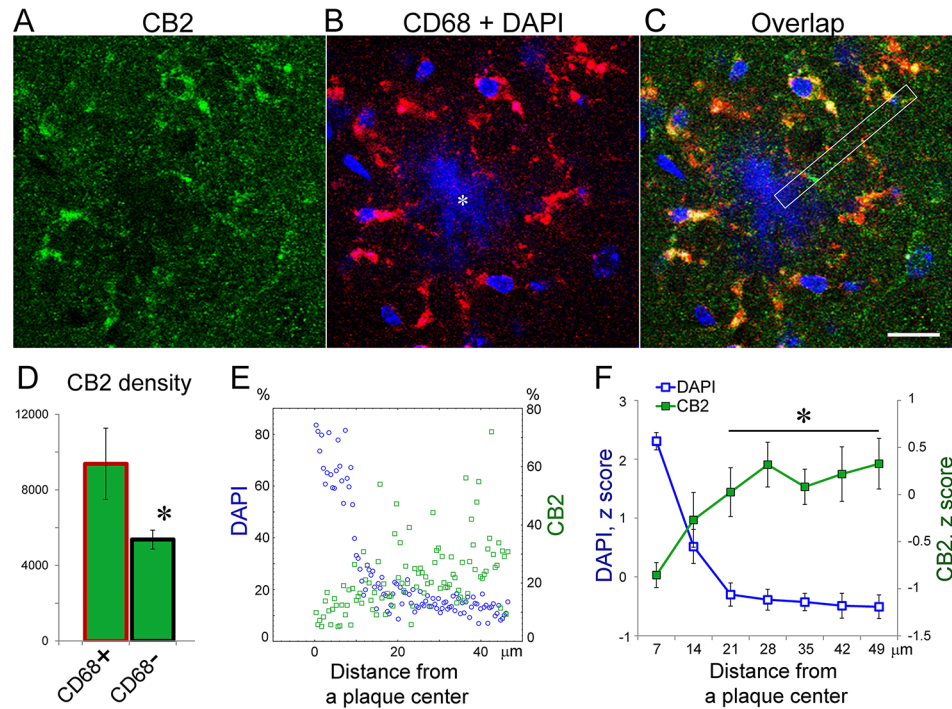 A CB2
B CD68 + DAPI
C Overlap
*
D CB2 density
12000
8000
4000
0
CD68+
CD68-
*
E
%
%
80
60
40
20
0
80
60
40
20
0
DAPI
CB2
0 20 40 μm
Distance from
a plaque center
F
DAPI
CB2
*
3
2
1
0
-1
1
0.5
0
-0.5
-1
-1.5
DAPI, z score
CB2, z score
7 14 21 28 35 42 49 μm
Distance from
a plaque center